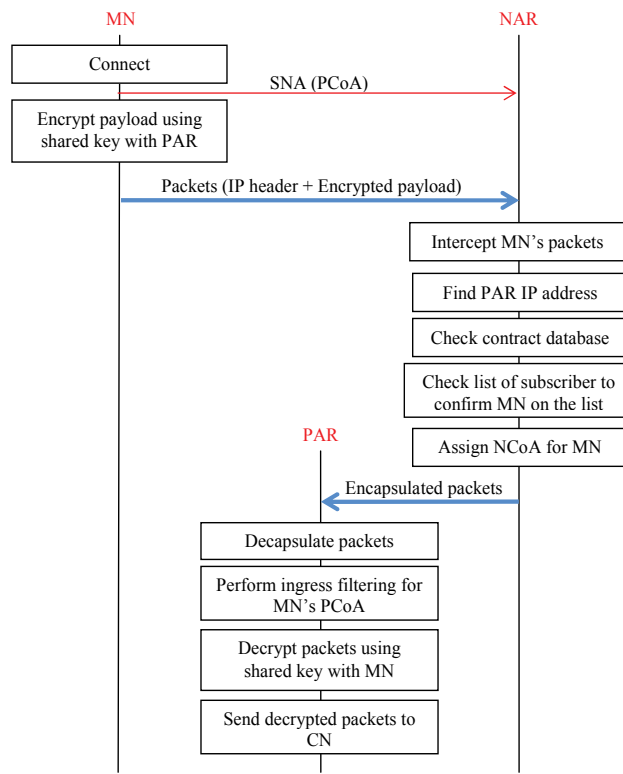 MN
NAR
Connect
SNA (PCoA)
Encrypt payload using
shared key with PAR
Packets (IP header + Encrypted payload)
Intercept MN’s packets
Find PAR IP address
Check contract database
Check list of subscriber to
confirm MN on the list
PAR
Assign NCoA for MN
Encapsulated packets
Decapsulate packets
Perform ingress filtering for
MN’s PCoA
Decrypt packets using
shared key with MN
Send decrypted packets to
CN